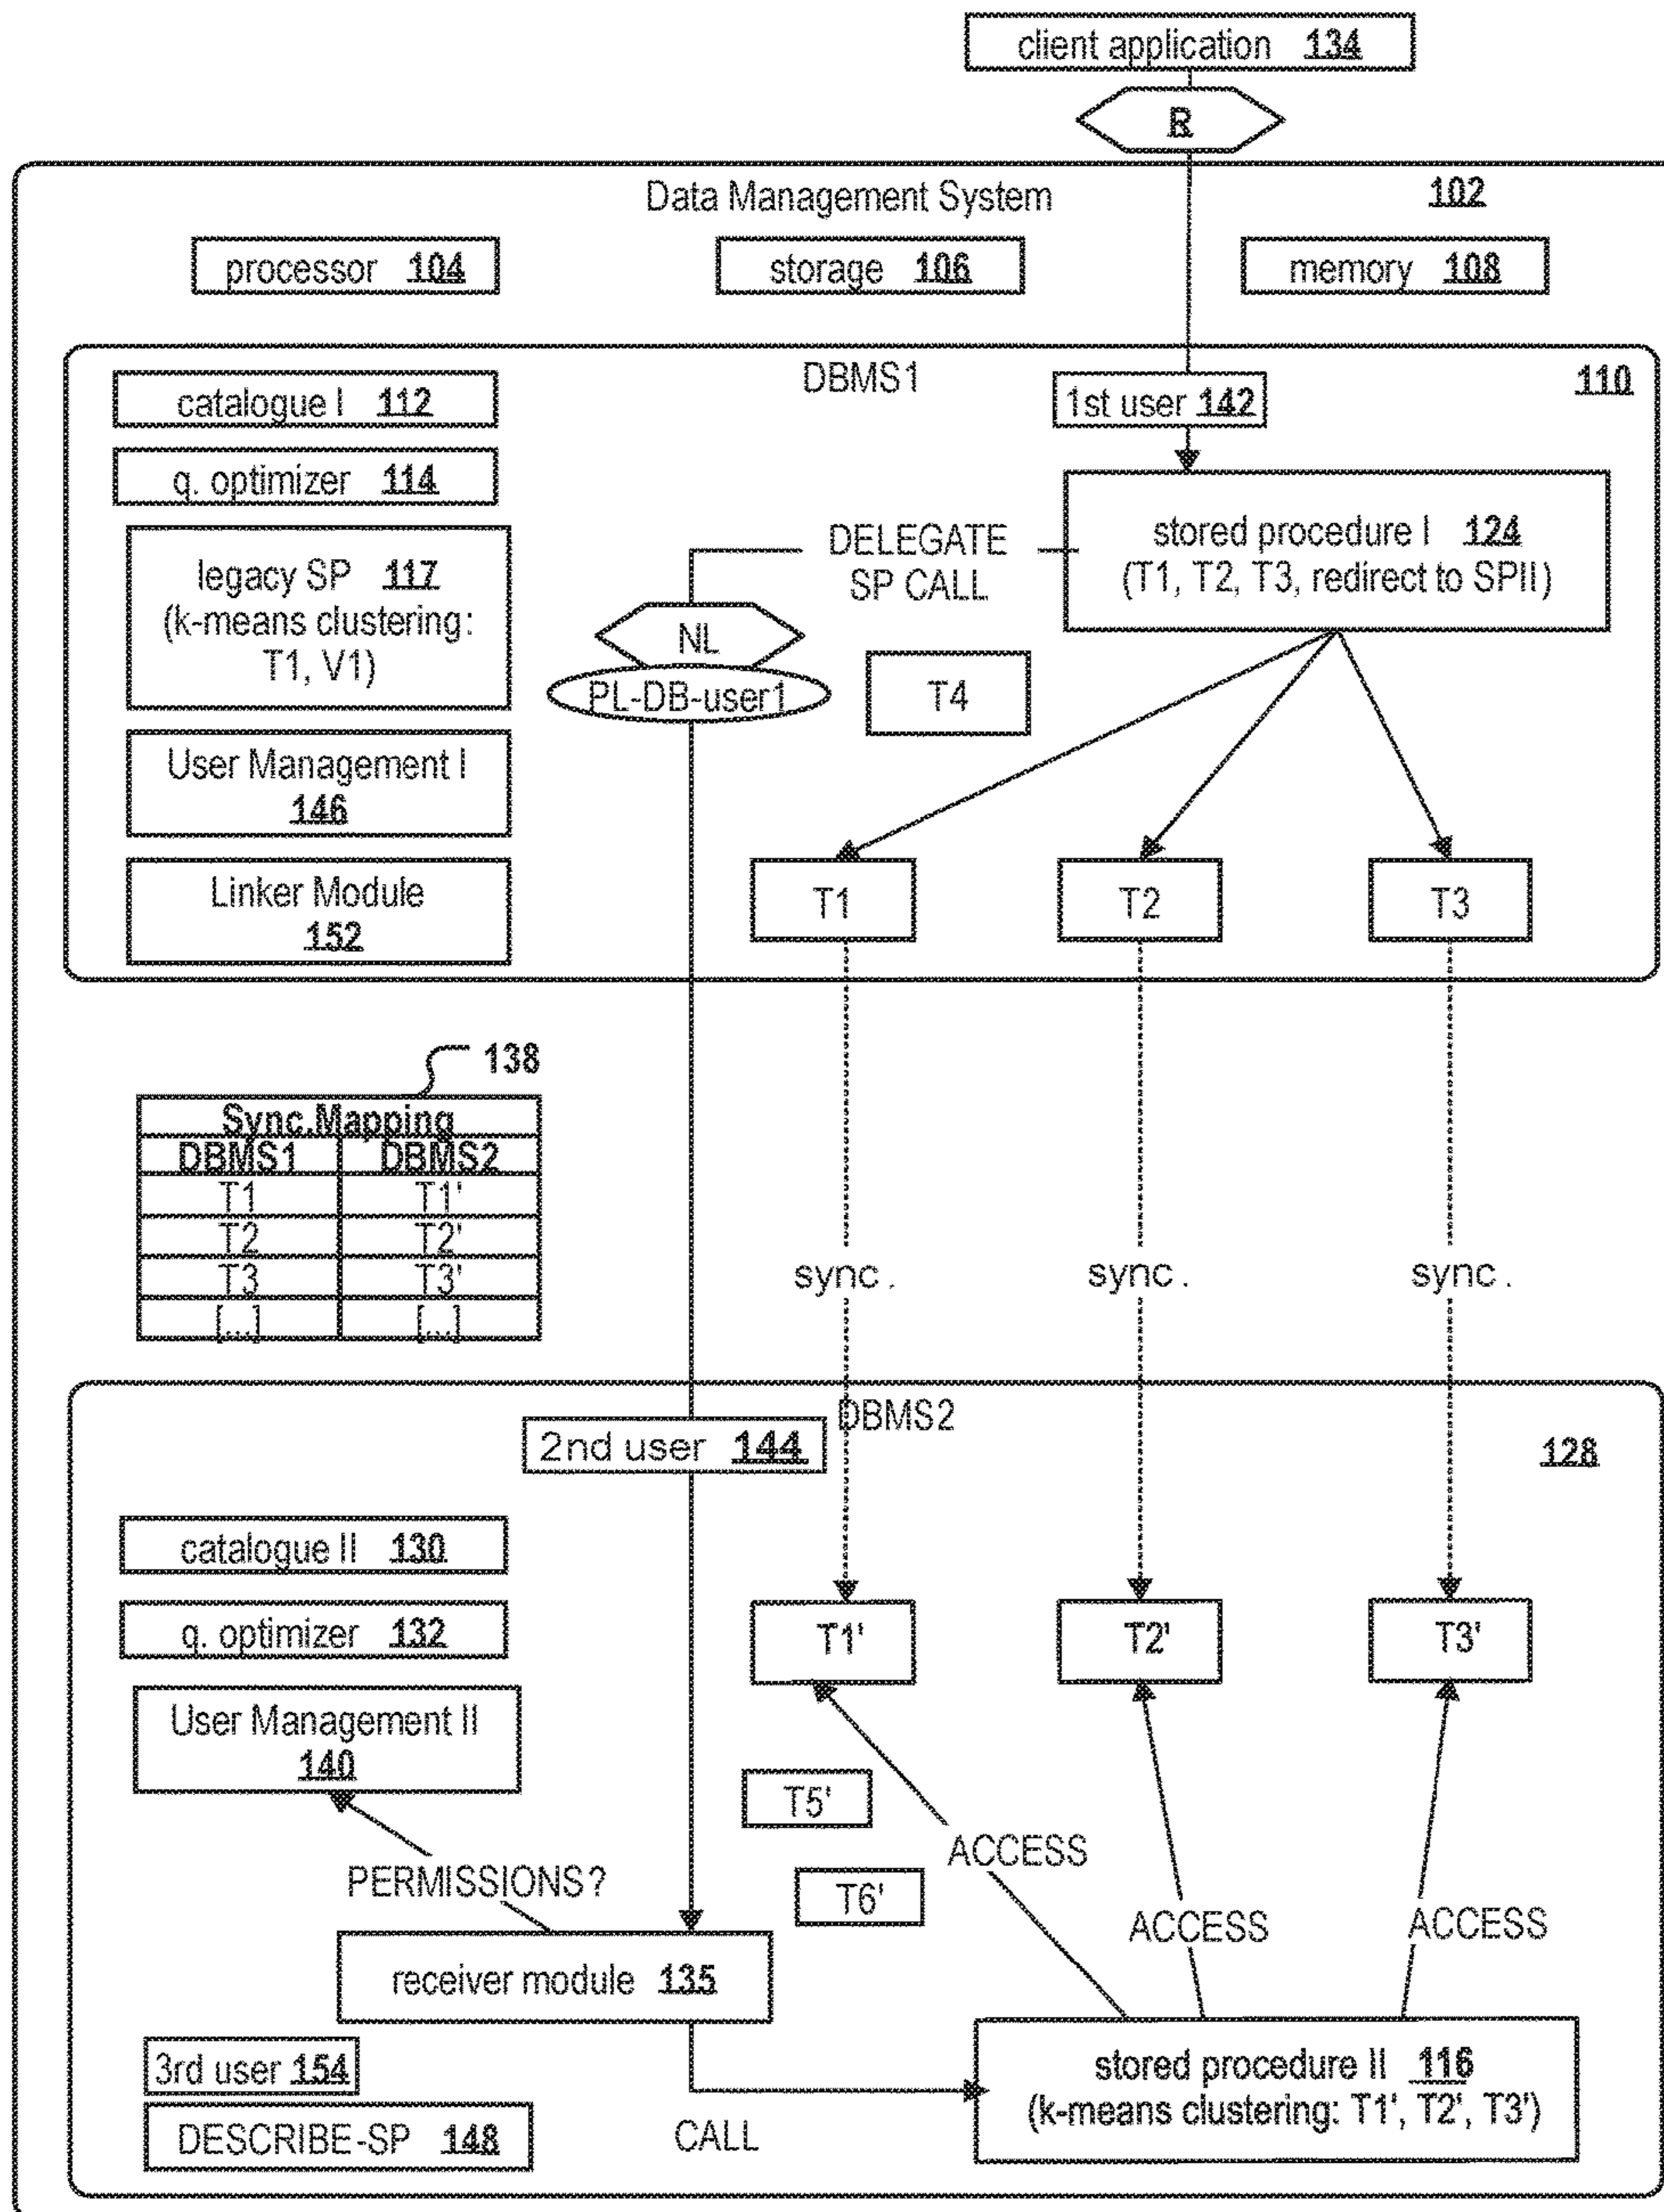 client application 134
R
Data Management System 102
processor 104
storage 106
memory 108
DBMS1
110
catalogue I 112
1st user 142
q. optimizer 114
legacy SP 117
(k-means clustering:
T1, V1)
DELEGATE
SP CALL
stored procedure I 124
(T1, T2, T3, redirect to SPII)
NL
PL-DB-user1
T4
User Management I
146
Linker Module
152
T1
T2
T3
138
Sync.Mapping
DBMS1 DBMS2
T1 T1'
T2 T2'
T3 T3'
[...] [...]
sync.
sync.
sync.
DBMS2
2nd user 144
128
catalogue II 130
q. optimizer 132
T1'
T2'
T3'
User Management II
140
T5'
T6'
PERMISSIONS?
ACCESS
ACCESS
ACCESS
receiver module 135
3rd user 154
DESCRIBE-SP 148
CALL
stored procedure II 116
(k-means clustering: T1', T2', T3')